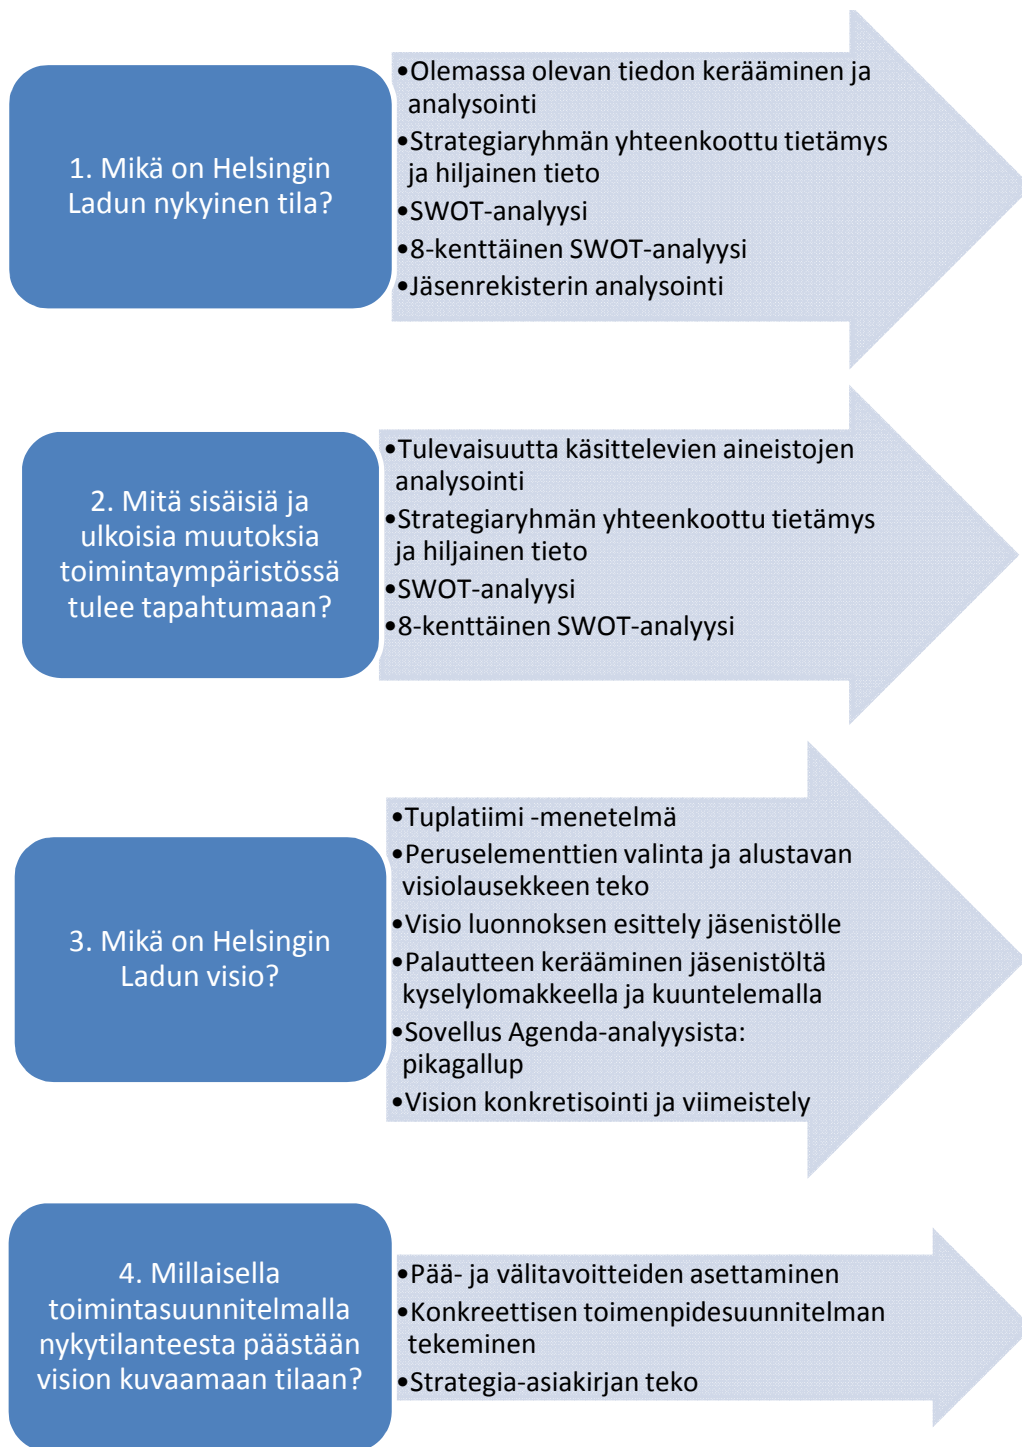 1. Mikä on Helsingin
Ladun nykyinen tila?
•Olemassa olevan tiedon kerääminen ja
analysointi
•Strategiaryhmän yhteenkoottu tietämys
ja hiljainen tieto
•SWOT-analyysi
•8-kenttäinen SWOT-analyysi
•Jäsenrekisterin analysointi
2. Mitä sisäisiä ja
ulkoisia muutoksia
toimintaympäristössä
tulee tapahtumaan?
•Tulevaisuutta käsittelevien aineistojen
analysointi
•Strategiaryhmän yhteenkoottu tietämys
ja hiljainen tieto
•SWOT-analyysi
•8-kenttäinen SWOT-analyysi
3. Mikä on Helsingin
Ladun visio?
•Tuplatiimi -menetelmä
•Peruselementtien valinta ja alustavan
visiolausekkeen teko
•Visio luonnoksen esittely jäsenistölle
•Palautteen kerääminen jäsenistöltä
kyselylomakkeella ja kuuntelemalla
•Sovellus Agenda-analyysista:
pikagallup
•Vision konkretisointi ja viimeistely
4. Millaisella
toimintasuunnitelmalla
nykytilanteesta päästään
vision kuvaamaan tilaan?
•Pää- ja välitavoitteiden asettaminen
•Konkreettisen toimenpidesuunnitelman
tekeminen
•Strategia-asiakirjan teko